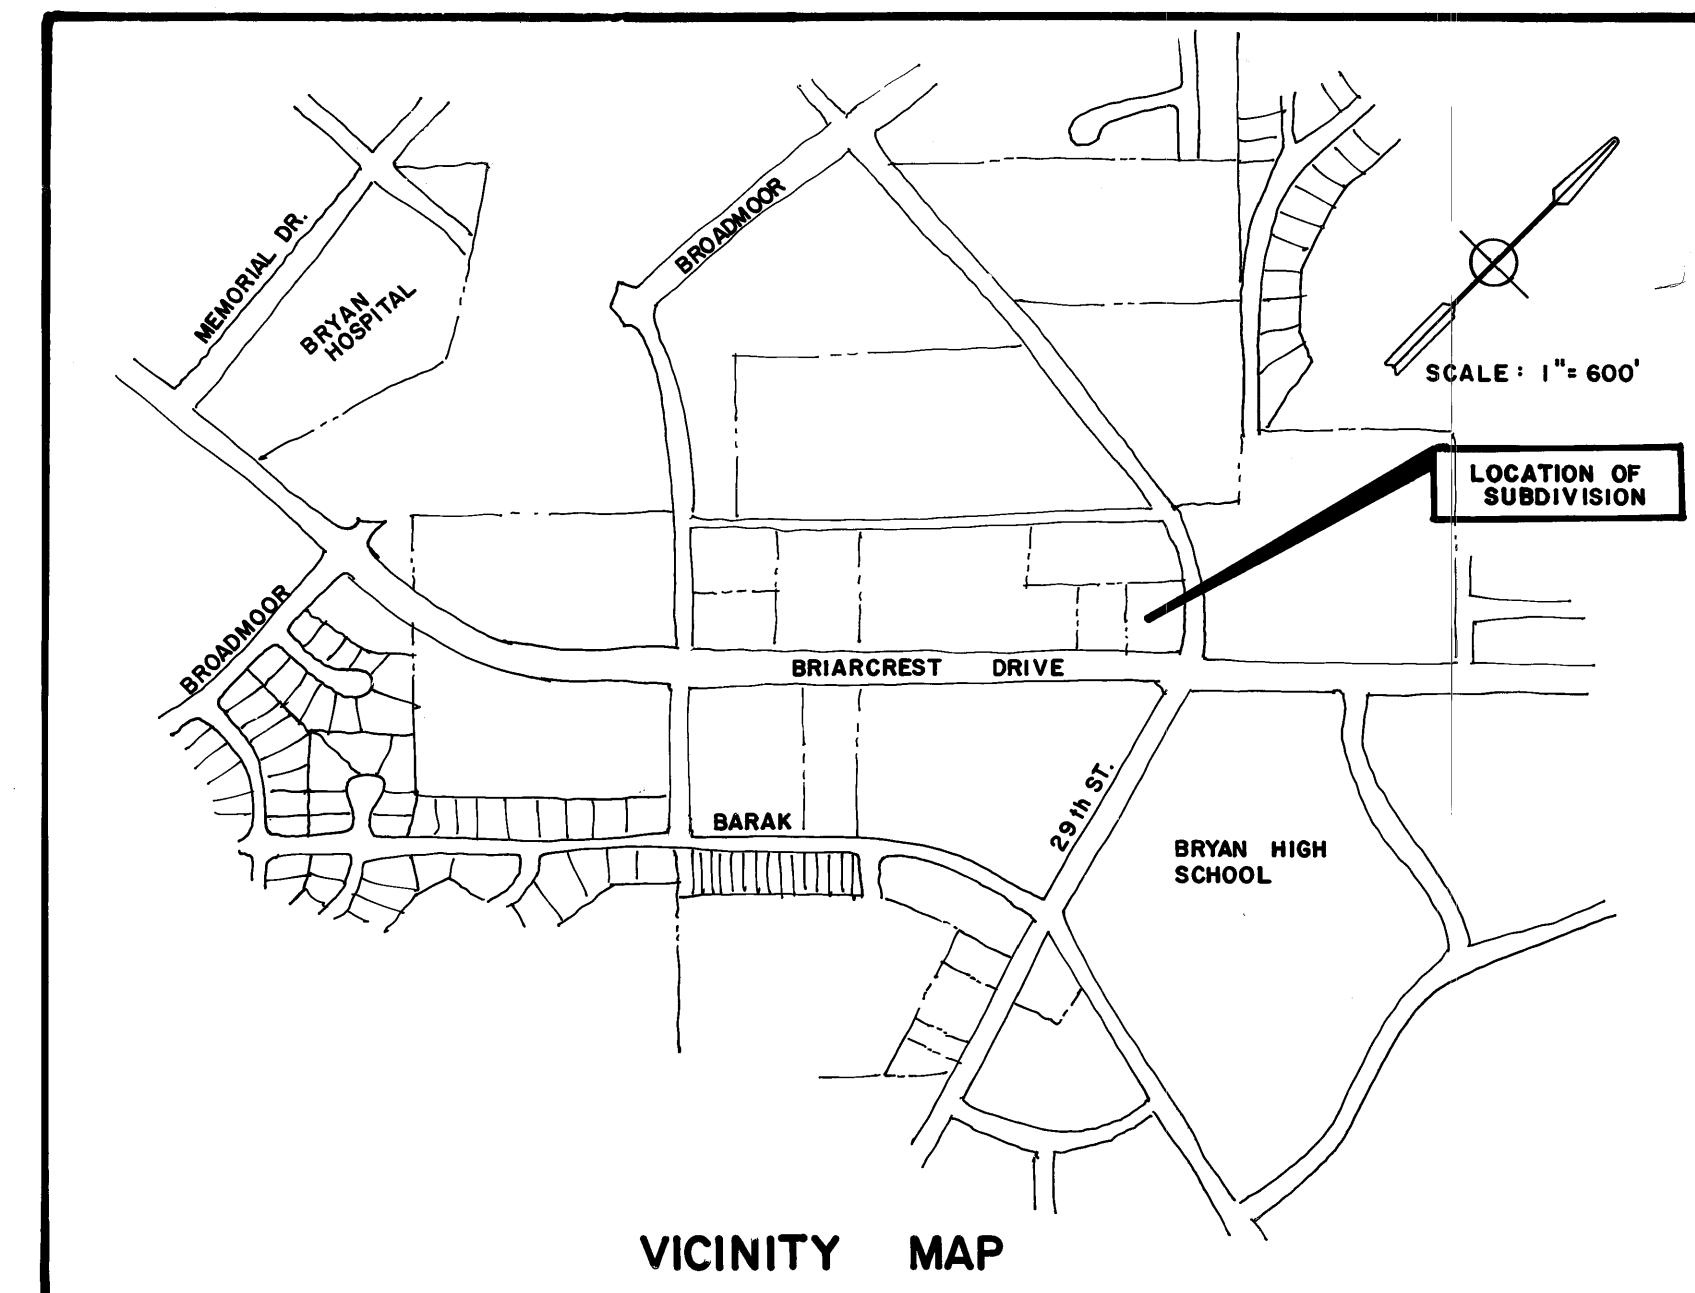 BROADMOOR
MEMORIAL DR.
BRYAN
HOSPITAL
SCALE: 1"= 600'
LOCATION OF
SUBDIVISION
BROADMOOR
BRIARCREST DRIVE
29th ST.
BARAK
BRYAN HIGH
SCHOOL
VICINITY MAP